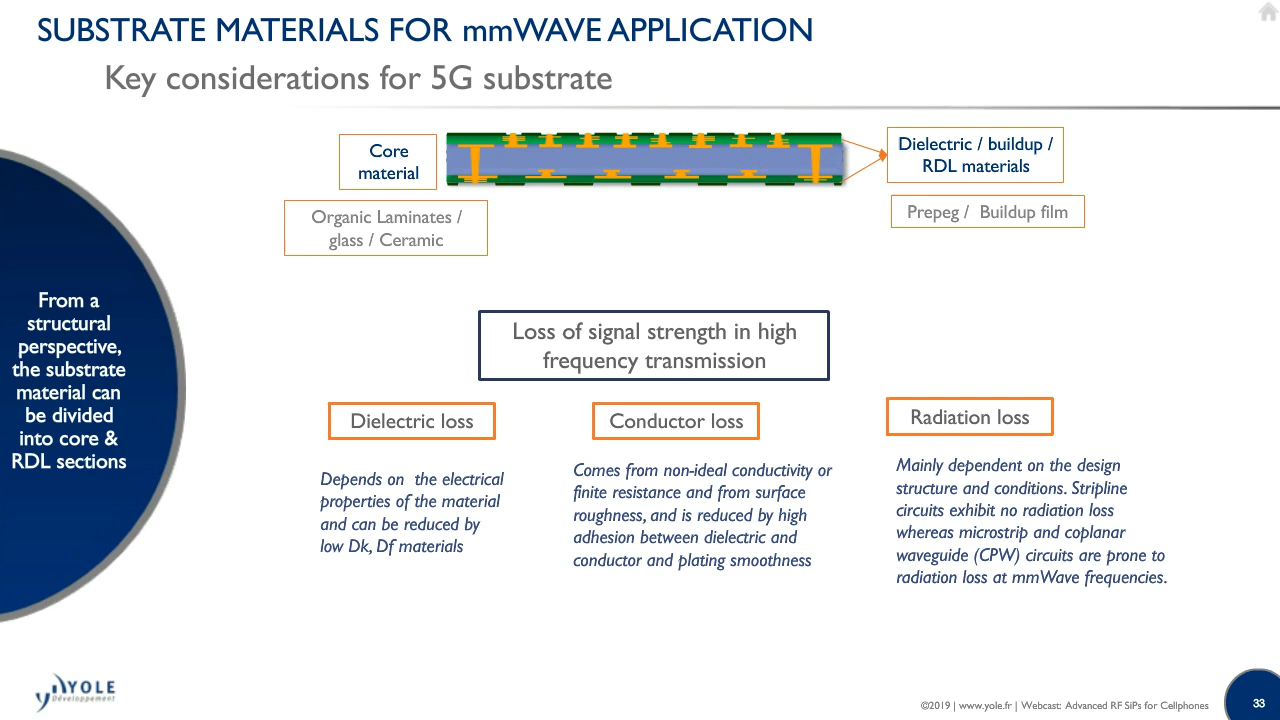 SUBSTRATE MATERIALS FOR mmWAVE APPLICATION
Key considerations for 5G substrate
Core
material
Dielectric / buildup /
RDL materials
Organic Laminates /
glass / Ceramic
Prepeg / Buildup film
From a
structural
perspective,
the substrate
material can
be divided
into core &
RDL sections
Loss of signal strength in high
frequency transmission
Dielectric loss
Depends on the electrical
properties of the material
and can be reduced by
low Dk, Df materials
Conductor loss
Comes from non-ideal conductivity or
finite resistance and from surface
roughness, and is reduced by high
adhesion between dielectric and
conductor and plating smoothness
Radiation loss
Mainly dependent on the design
structure and conditions. Stripline
circuits exhibit no radiation loss
whereas microstrip and coplanar
waveguide (CPW) circuits are prone to
radiation loss at mmWave frequencies.
YOLE
Développement
©2019 | www.yole.fr | Webcast: Advanced RF SiPs for Cellphones
33